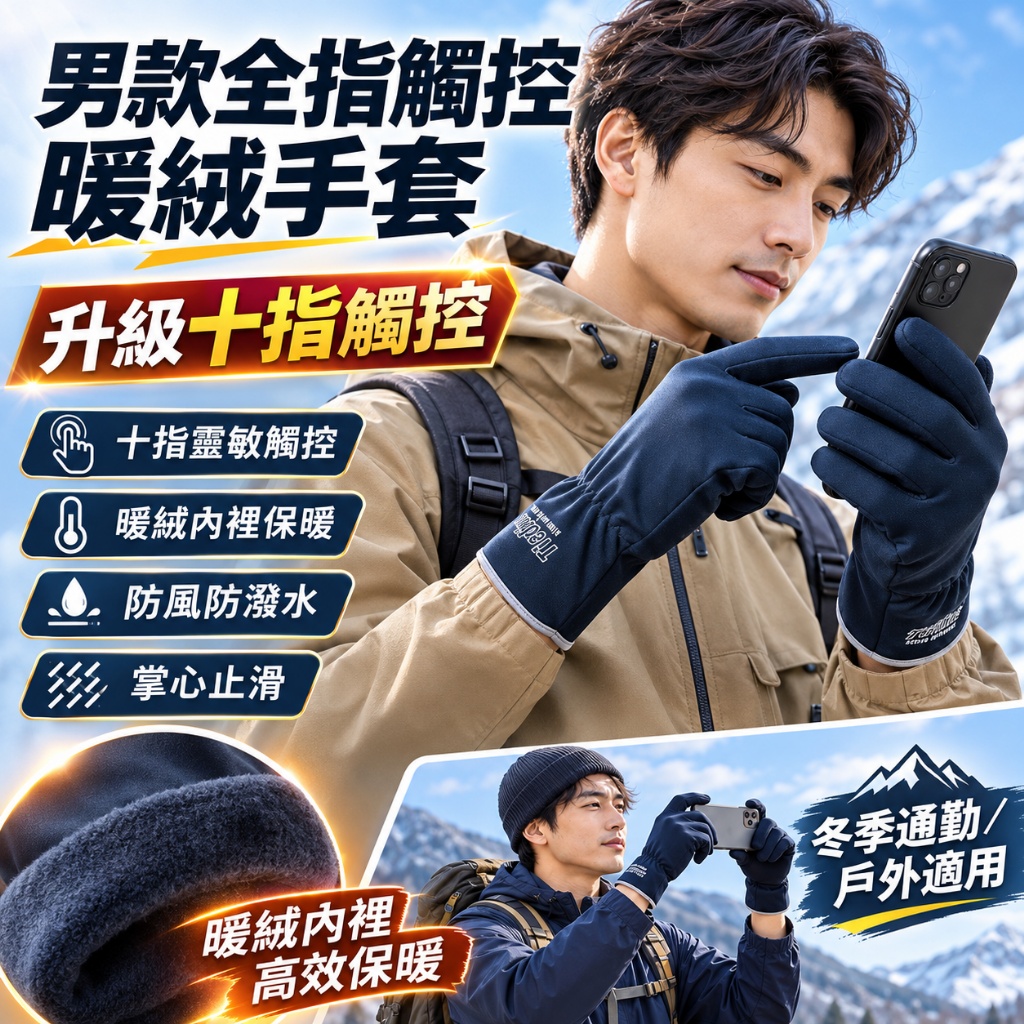 男款全指觸控
暖絨手套
升級十指觸控
十指靈敏觸控
暖絨內裡保暖
防風防潑水
掌心止滑
暖絨內裡
高效保暖
冬季通勤/
戶外適用